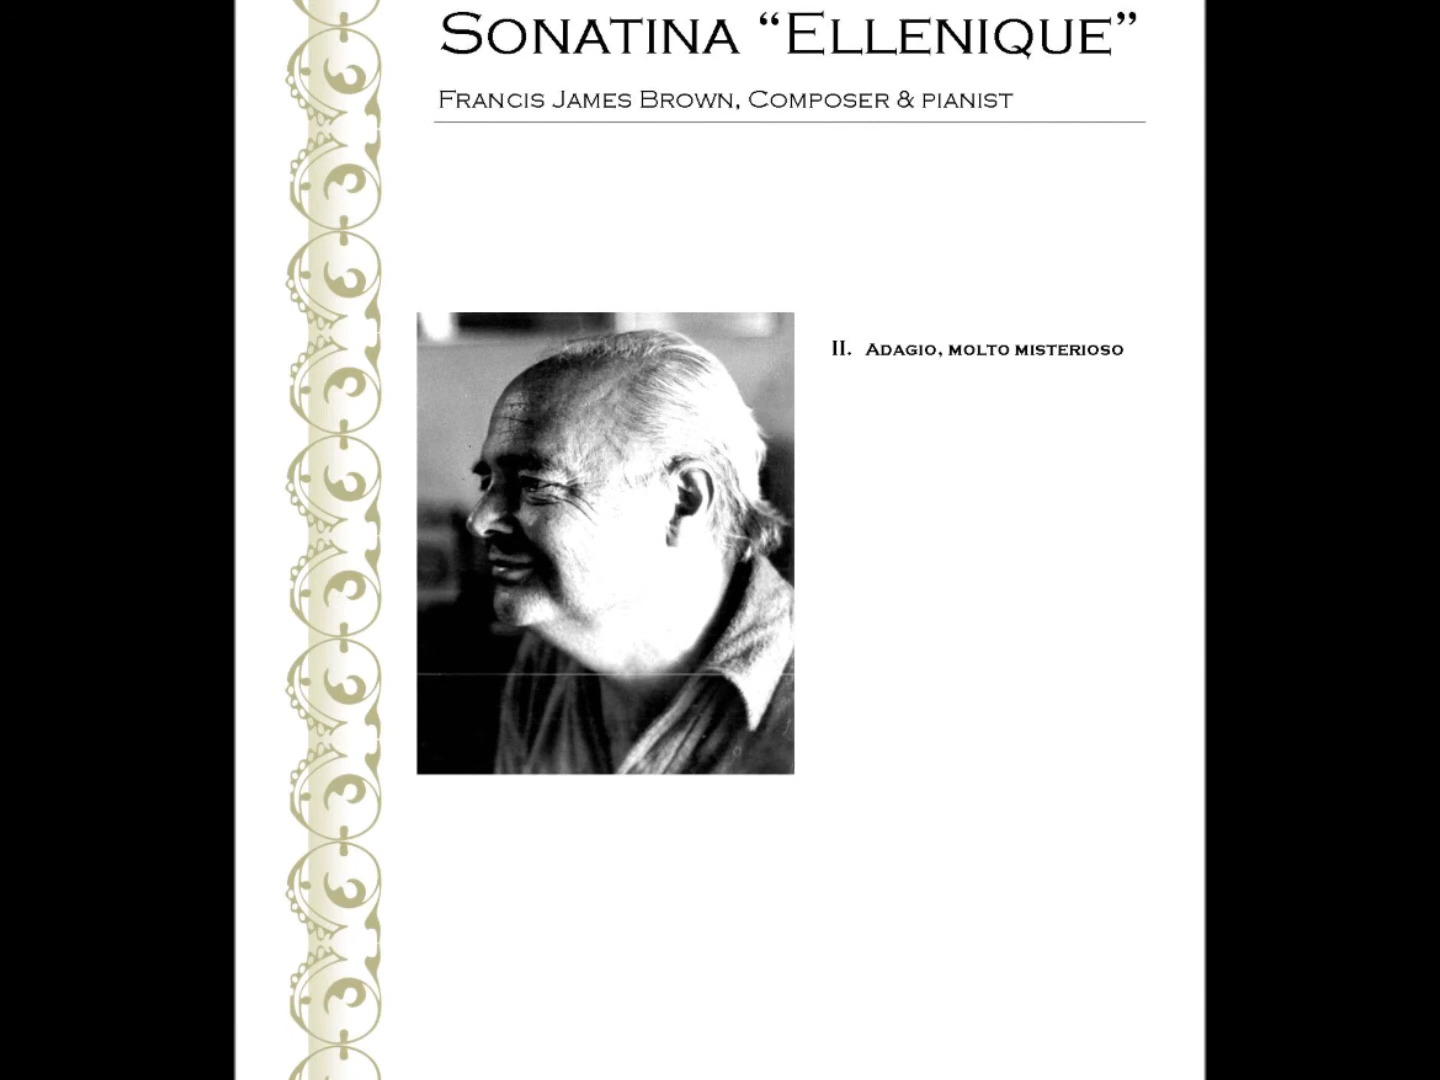 Sonatina “Ellenique”
Francis James Brown, Composer & pianist
II. Adagio, molto misterioso